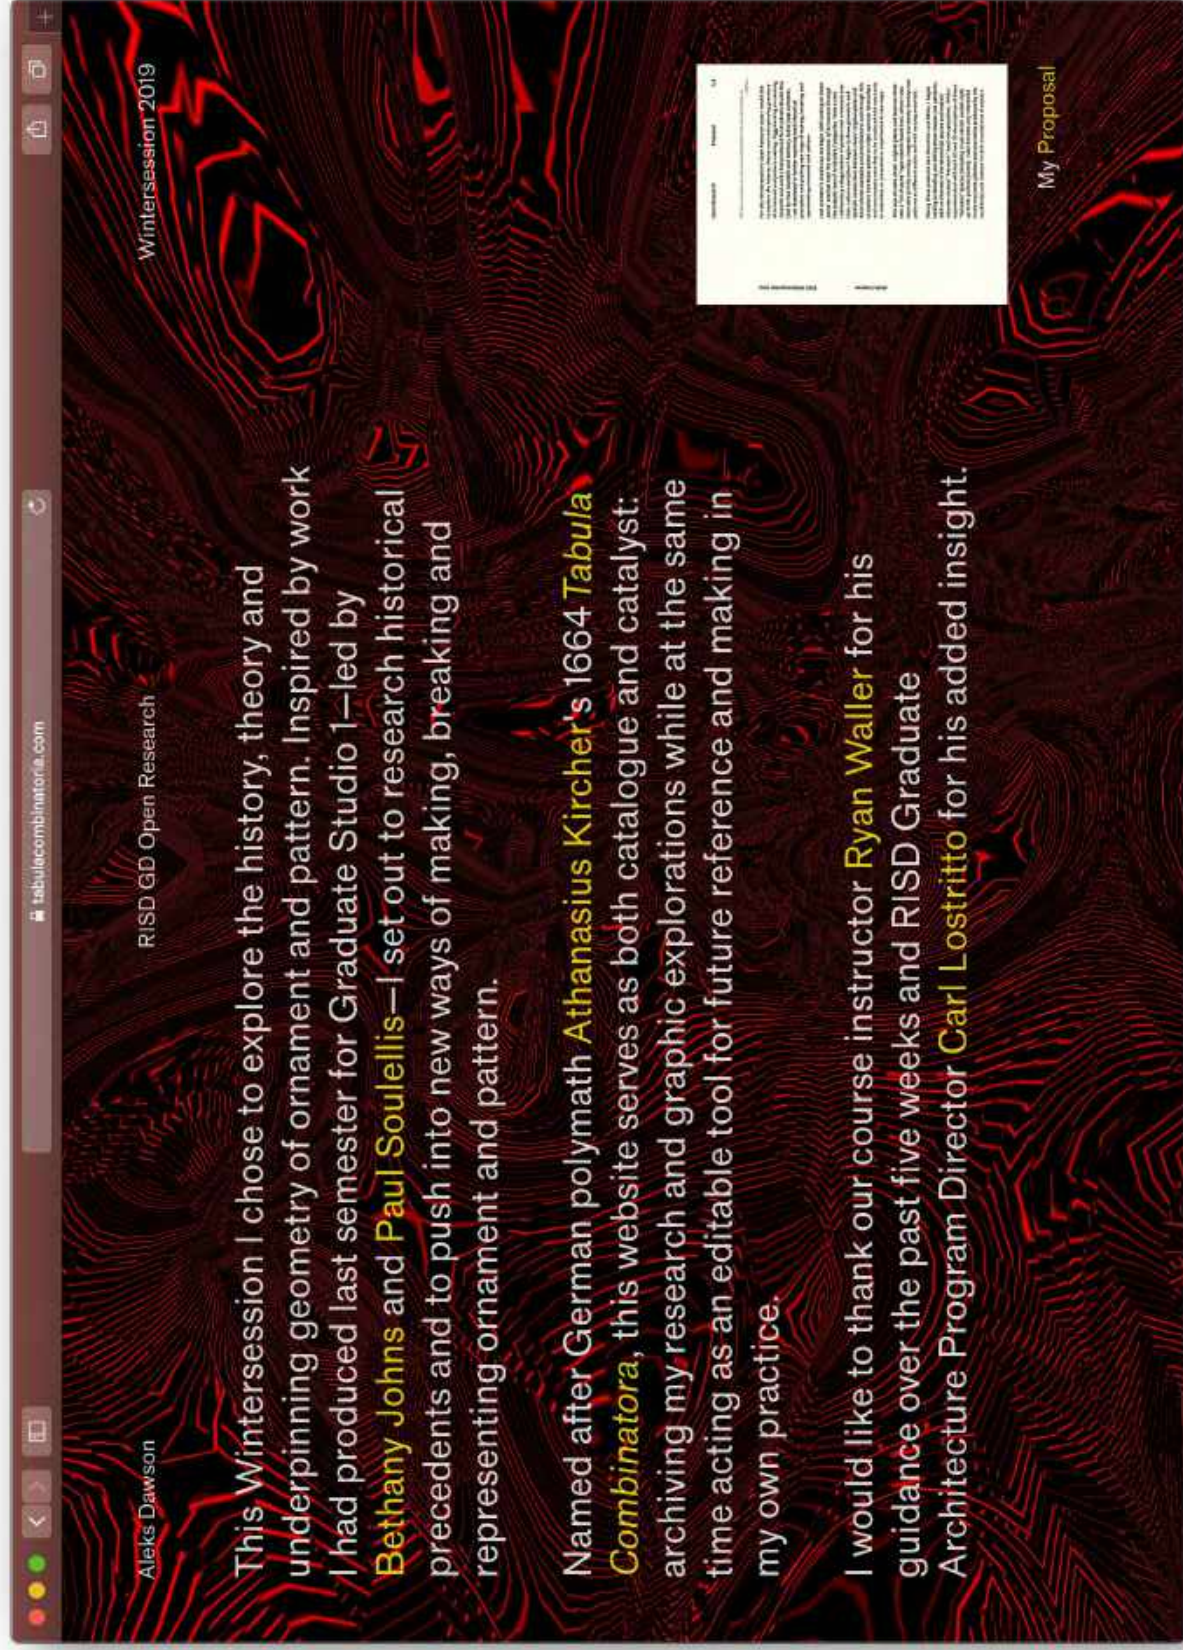 tabulacombinatoria.com
Aleks Dawson
RISD GD Open Research
Wintersession 2019
This Wintersession I chose to explore the history, theory and
underpinning geometry of ornament and pattern. Inspired by work
I had produced last semester for Graduate Studio 1—led by
Bethany Johns and Paul Soulellis—I set out to research historical
precedents and to push into new ways of making, breaking and
representing ornament and pattern.
Named after German polymath Athanasius Kircher's 1664 Tabula
Combinatora, this website serves as both catalogue and catalyst:
archiving my research and graphic explorations while at the same
time acting as an editable tool for future reference and making in
my own practice.
I would like to thank our course instructor Ryan Waller for his
guidance over the past five weeks and RISD Graduate
Architecture Program Director Carl Lostritto for his added insight.
My Proposal